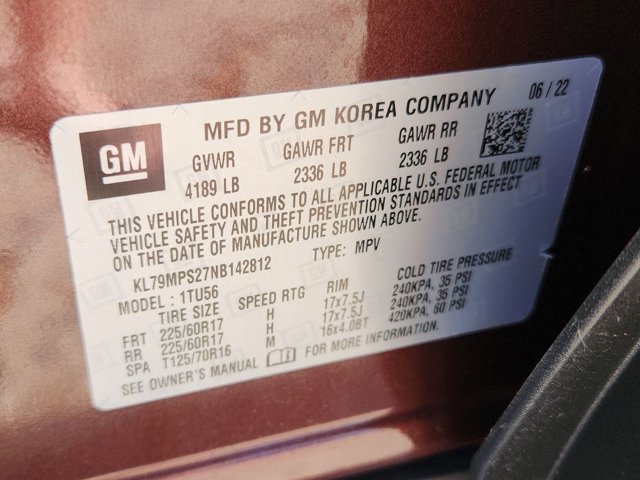 GM
MFD BY GM KOREA COMPANY 06 / 22
GVWR GAWR FRT GAWR RR
4189 LB 2336 LB 2336 LB
THIS VEHICLE CONFORMS TO ALL APPLICABLE U.S. FEDERAL MOTOR
VEHICLE SAFETY AND THEFT PREVENTION STANDARDS IN EFFECT
ON THE DATE OF MANUFACTURE SHOWN ABOVE.
KL79MPS27NB142812 TYPE: MPV
MODEL : 1TU56
TIRE SIZE SPEED RTG RIM COLD TIRE PRESSURE
FRT 225/60R17 H 17x7.5J 240KPA, 35 PSI
RR 225/60R17 H 17x7.5J 240KPA, 35 PSI
SPA T125/70R16 M 16x4.08T 420KPA, 60 PSI
SEE OWNER'S MANUAL FOR MORE INFORMATION.